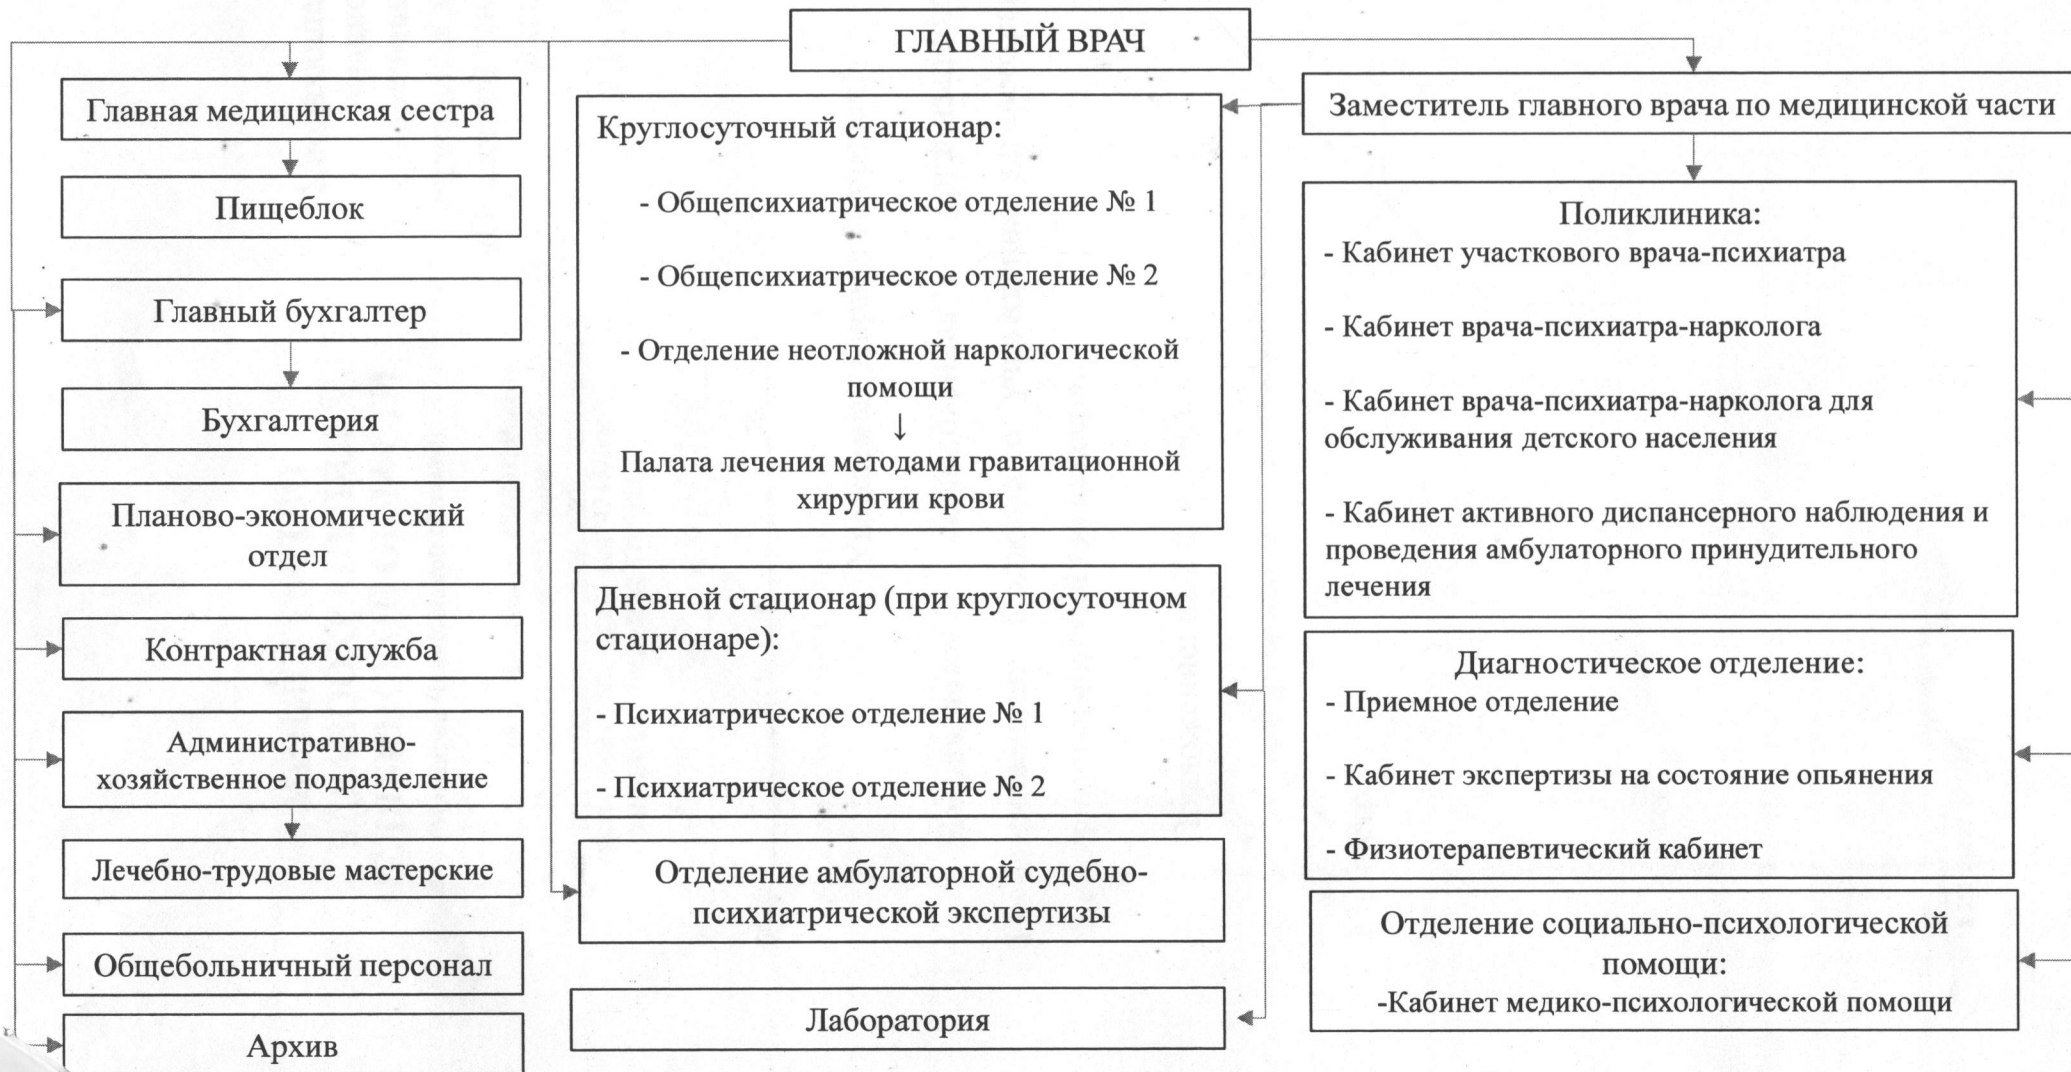 ГЛАВНЫЙ ВРАЧ
Главная медицинская сестра
Пищеблок
Главный бухгалтер
Бухгалтерия
Планово-экономический
отдел
Контрактная служба
Административно-
хозяйственное подразделение
Лечебно-трудовые мастерские
Общебольничный персонал
Архив
Круглосуточный стационар:
- Общепсихиатрическое отделение № 1
- Общепсихиатрическое отделение № 2
- Отделение неотложной наркологической
помощи
↓
Палата лечения методами гравитационной
хирургии крови
Дневной стационар (при круглосуточном
стационаре):
- Психиатрическое отделение № 1
- Психиатрическое отделение № 2
Отделение амбулаторной судебно-
психиатрической экспертизы
Лаборатория
Заместитель главного врача по медицинской части
Поликлиника:
- Кабинет участкового врача-психиатра
- Кабинет врача-психиатра-нарколога
- Кабинет врача-психиатра-нарколога для
обслуживания детского населения
- Кабинет активного диспансерного наблюдения и
проведения амбулаторного принудительного
лечения
Диагностическое отделение:
- Приемное отделение
- Кабинет экспертизы на состояние опьянения
- Физиотерапевтический кабинет
Отделение социально-психологической
помощи:
-Кабинет медико-психологической помощи